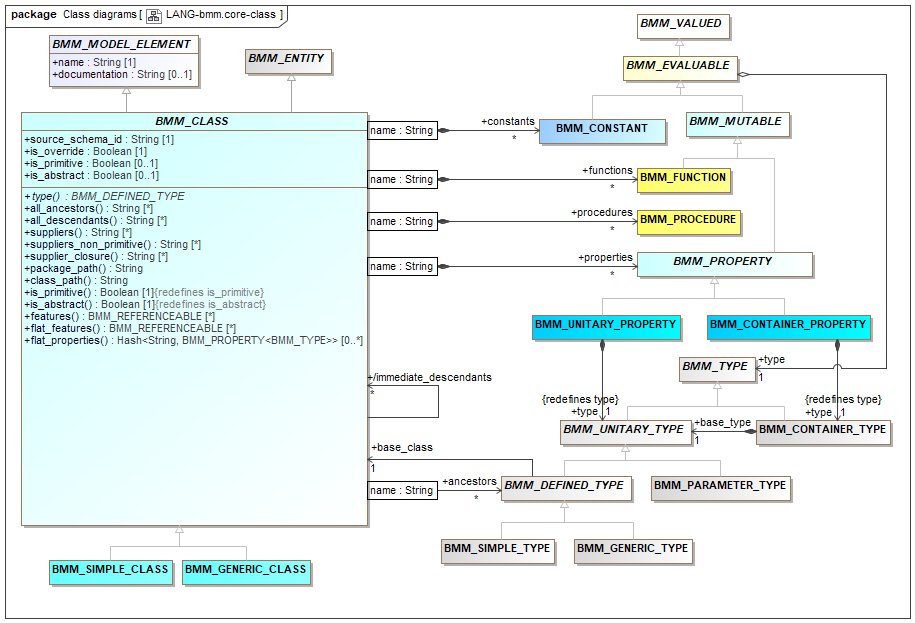 package Class diagrams [ LANG-bmm.core-class ]
BMM_VALUED
BMM_MODEL_ELEMENT
+name : String [1]
+documentation : String [0..1]
BMM_ENTITY
BMM_EVALUABLE
BMM_CLASS
+source_schema_id : String [1]
+is_override : Boolean [1]
+is_primitive : Boolean [0..1]
+is_abstract : Boolean [0..1]
+type() : BMM_DEFINED_TYPE
+all_ancestors() : String [*]
+all_descendants() : String [*]
+suppliers() : String [*]
+suppliers_non_primitive() : String [*]
+supplier_closure() : String [*]
+package_path() : String
+class_path() : String
+is_primitive() : Boolean [1]{redefines is_primitive}
+is_abstract() : Boolean [1]{redefines is_abstract}
+features() : BMM_REFERENCEABLE [*]
+flat_features() : BMM_REFERENCEABLE [*]
+flat_properties() : Hash<String, BMM_PROPERTY<BMM_TYPE>> [0..*]
name : String
+constants
*
BMM_CONSTANT
BMM_MUTABLE
name : String
+functions
*
BMM_FUNCTION
name : String
+procedures
*
BMM_PROCEDURE
name : String
+properties
*
BMM_PROPERTY
BMM_UNITARY_PROPERTY
BMM_CONTAINER_PROPERTY
BMM_TYPE
+type
1
+/immediate_descendants
*
{redefines type}
+type
1
{redefines type}
+type
1
BMM_UNITARY_TYPE
+base_type
1
BMM_CONTAINER_TYPE
+base_class
1
name : String
+ancestors
*
BMM_DEFINED_TYPE
BMM_PARAMETER_TYPE
BMM_SIMPLE_TYPE
BMM_GENERIC_TYPE
BMM_SIMPLE_CLASS
BMM_GENERIC_CLASS